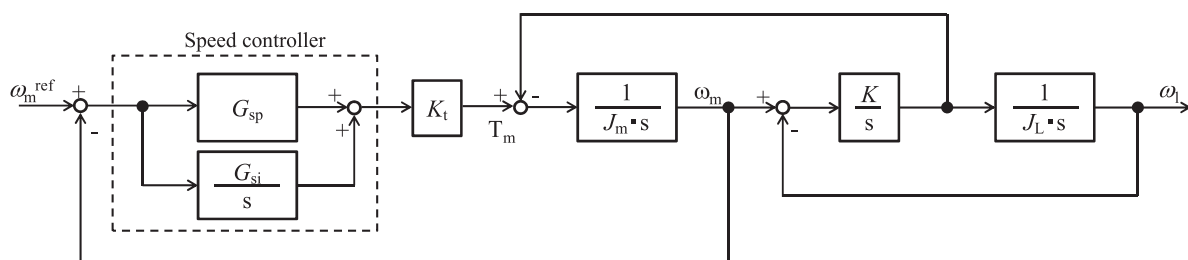 Speed controller
ω_m^ref
+
-
G_sp
G_si
s
+
+
K_t
+
T_m
-
1
J_m▪s
ω_m
+
-
K
s
1
J_L▪s
ω_l